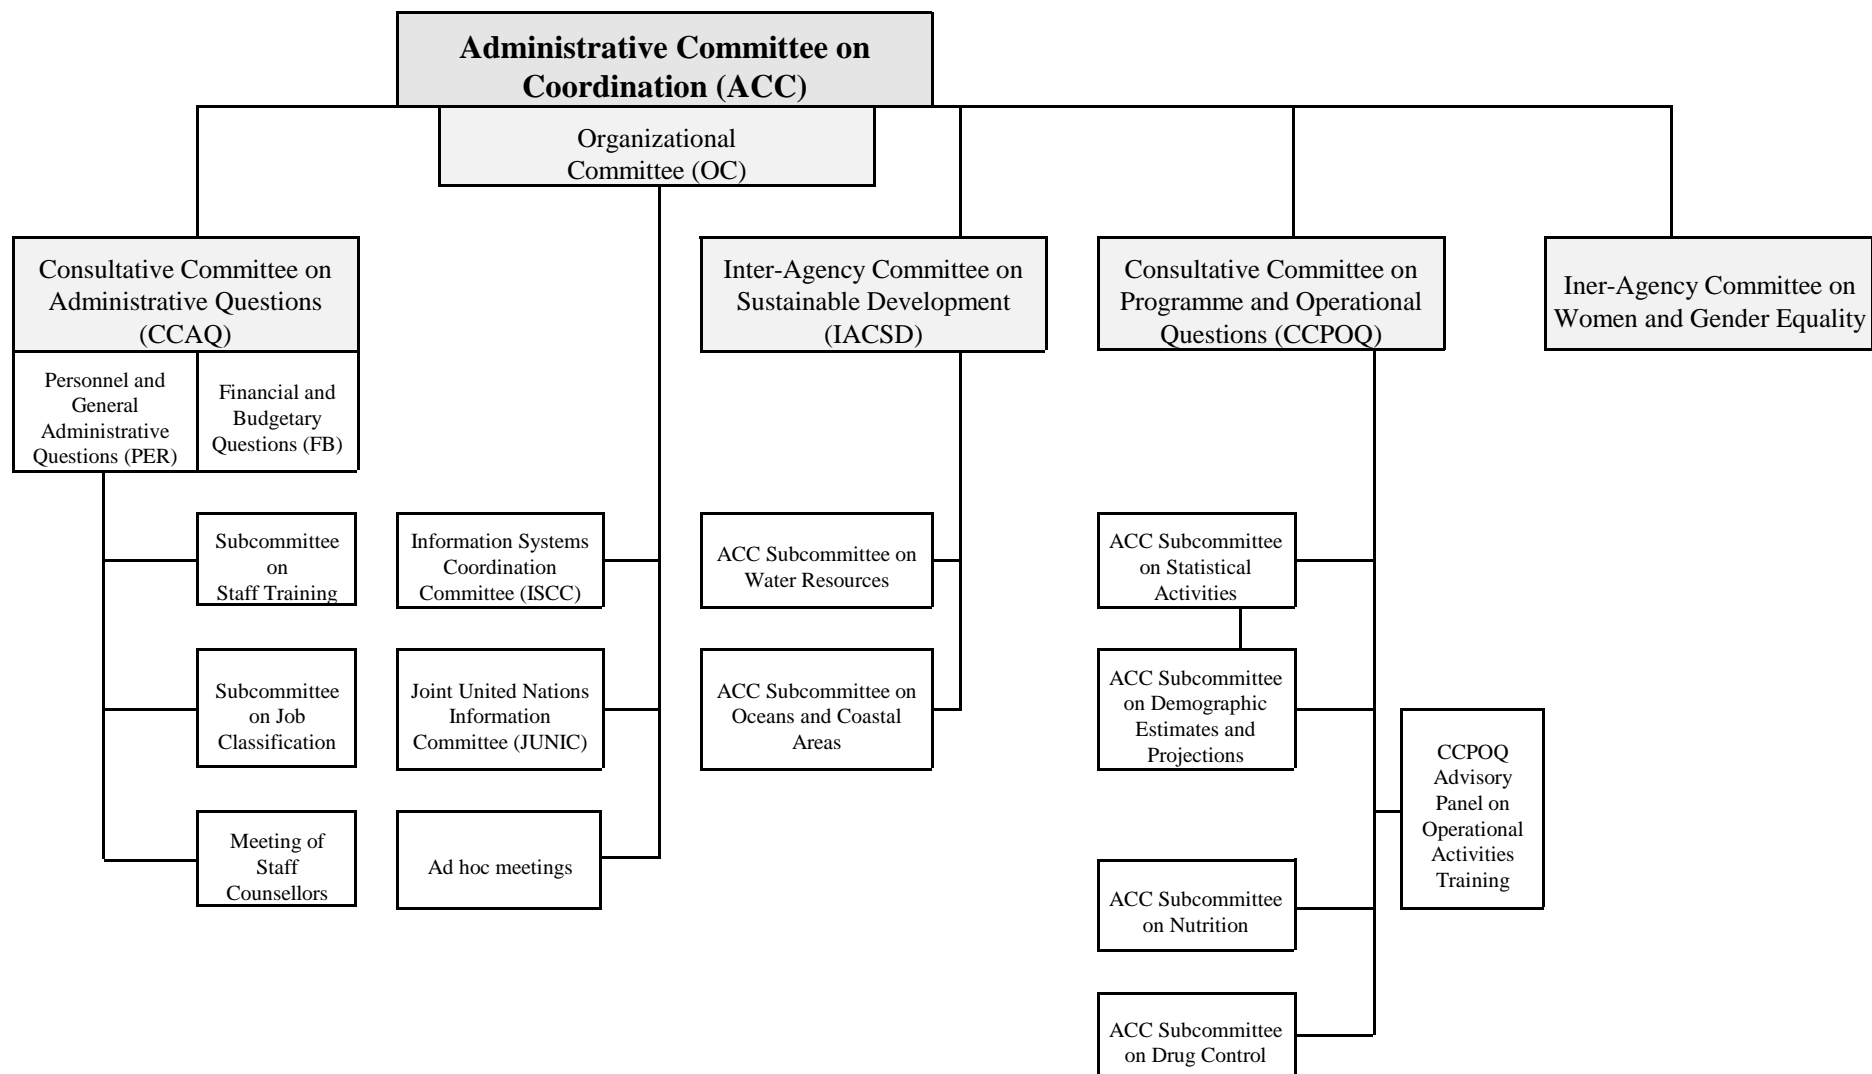 Administrative Committee on
Coordination (ACC)
Organizational
Committee (OC)
Consultative Committee on
Administrative Questions
(CCAQ)
Personnel and
General
Administrative
Questions (PER)
Financial and
Budgetary
Questions (FB)
Subcommittee
on
Staff Training
Subcommittee
on Job
Classification
Meeting of
Staff
Counsellors
Information Systems
Coordination
Committee (ISCC)
Joint United Nations
Information
Committee (JUNIC)
Ad hoc meetings
Inter-Agency Committee on
Sustainable Development
(IACSD)
ACC Subcommittee on
Water Resources
ACC Subcommittee on
Oceans and Coastal
Areas
Consultative Committee on
Programme and Operational
Questions (CCPOQ)
ACC Subcommittee
on Statistical
Activities
ACC Subcommittee
on Demographic
Estimates and
Projections
ACC Subcommittee
on Nutrition
ACC Subcommittee
on Drug Control
CCPOQ
Advisory
Panel on
Operational
Activities
Training
Iner-Agency Committee on
Women and Gender Equality